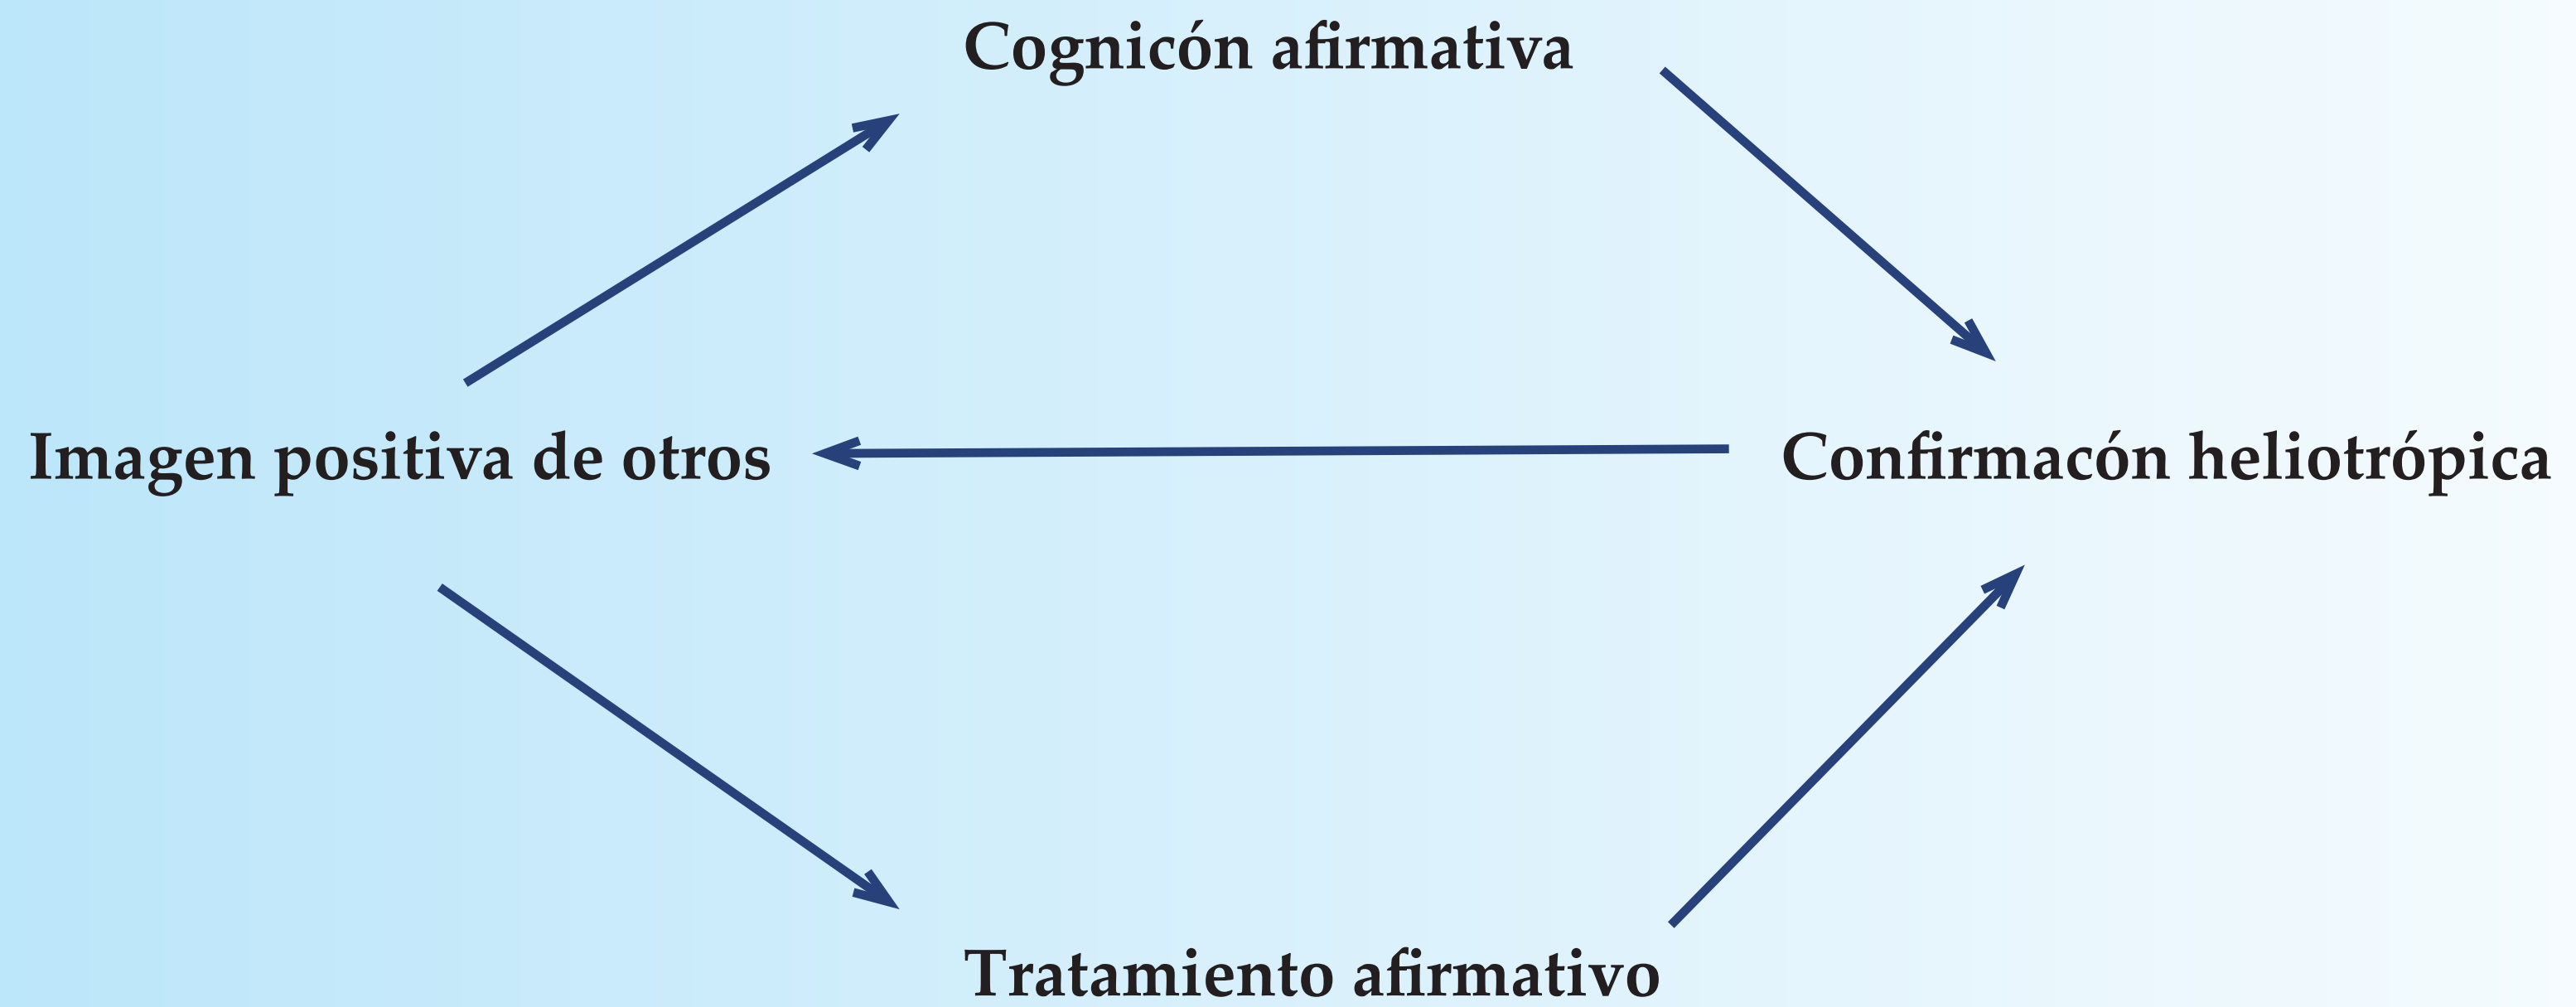 Cognicón afirmativa
Imagen positiva de otros
Confirmacón heliotrópica
Tratamiento afirmativo